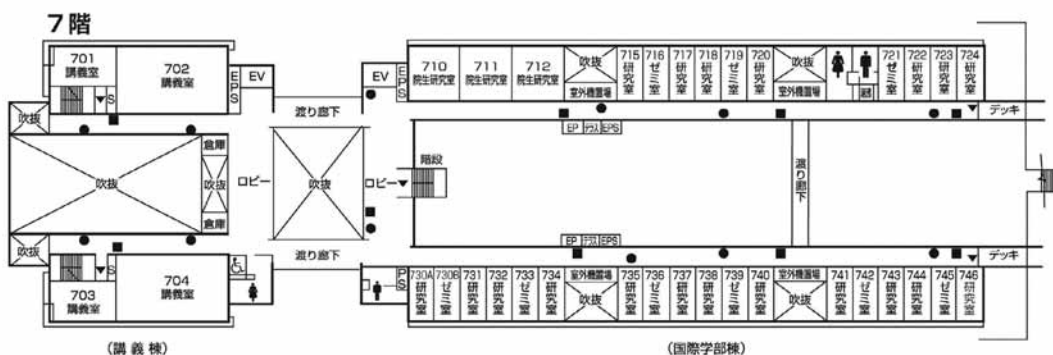 7階
701
講義室
702
講義室
S
E
P
S
EV
吹抜
倉庫
吹抜
吹抜
倉庫
ロビー
渡り廊下
吹抜
渡り廊下
吹抜
S
703
講義室
704
講義室
(講義棟)
EV
E
P
S
710
院生研究室
711
院生研究室
712
院生研究室
吹抜
室外機置場
715
研究室
716
ゼミ室
717
研究室
718
研究室
719
ゼミ室
720
研究室
吹抜
室外機置場
721
ゼミ室
722
研究室
723
研究室
724
研究室
デッキ
EP
テラス
EPS
階段
ロビー
渡り廊下
EP
テラス
EPS
デッキ
P
S
730A
研究室
730B
ゼミ室
731
研究室
732
研究室
733
ゼミ室
734
研究室
室外機置場
吹抜
735
研究室
736
ゼミ室
737
研究室
738
研究室
739
ゼミ室
740
研究室
室外機置場
吹抜
741
研究室
742
ゼミ室
743
研究室
744
研究室
745
ゼミ室
746
研究室
(国際学部棟)